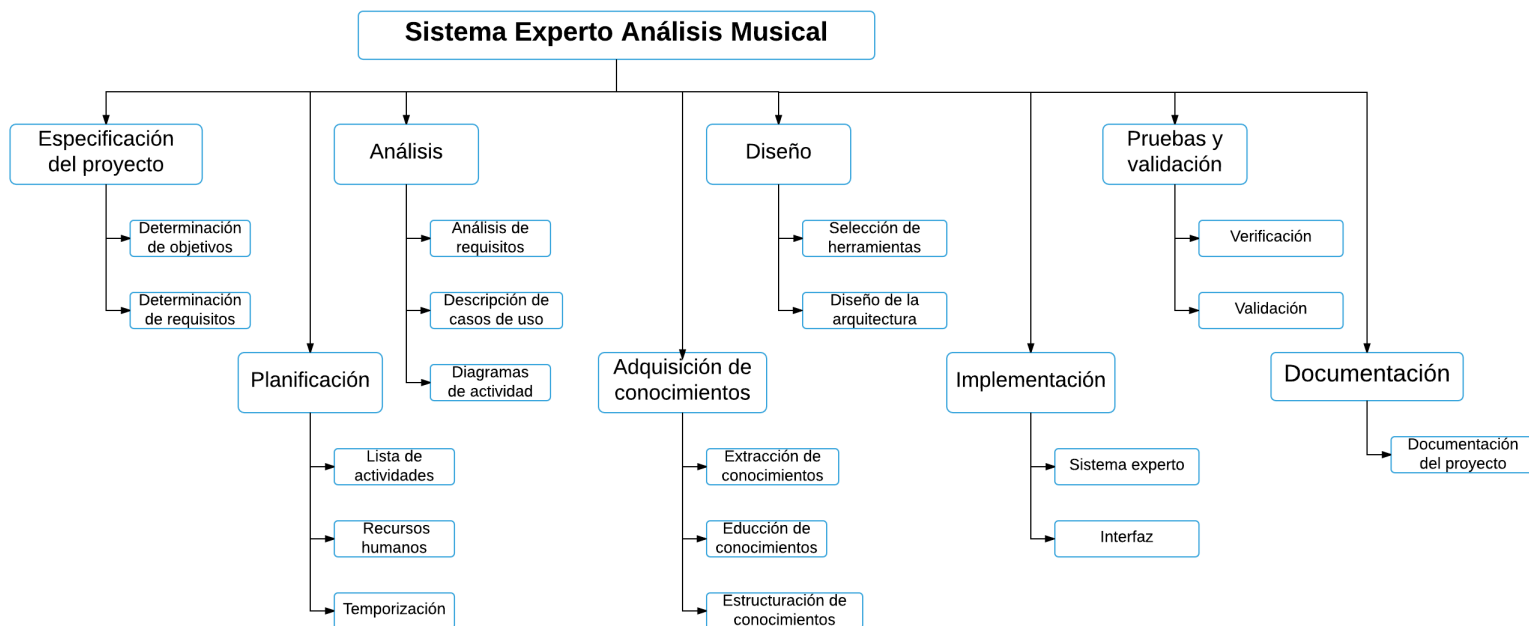 Sistema Experto Análisis Musical
Especificación
del proyecto
Análisis
Diseño
Pruebas y
validación
Determinación
de objetivos
Análisis de
requisitos
Selección de
herramientas
Verificación
Determinación
de requisitos
Descripción de
casos de uso
Diseño de la
arquitectura
Validación
Planificación
Diagramas
de actividad
Adquisición de
conocimientos
Implementación
Documentación
Lista de
actividades
Extracción de
conocimientos
Sistema experto
Documentación
del proyecto
Recursos
humanos
Educción de
conocimientos
Interfaz
Temporización
Estructuración de
conocimientos